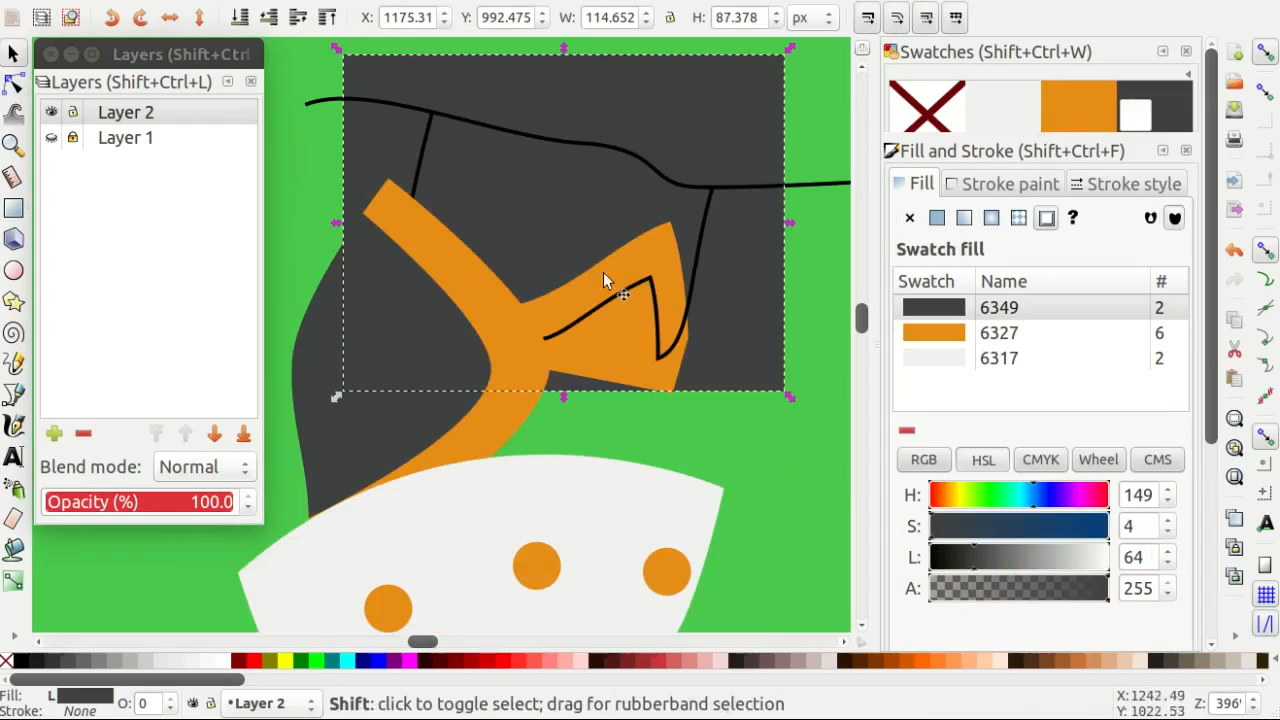 X: 1175.31 Y: 992.475 W: 114.652 H: 87.378 px
Layers (Shift+Ctrl
Layers (Shift+Ctrl+L)
Layer 2
Layer 1
Blend mode: Normal
Opacity (%) 100.0
Swatches (Shift+Ctrl+W)
Fill and Stroke (Shift+Ctrl+F)
Fill Stroke paint Stroke style
?
Swatch fill
Swatch Name #
6349 2
6327 6
6317 2
RGB HSL CMYK Wheel CMS
H: 149
S: 4
L: 64
A: 255
Fill: L O: 0 •Layer 2 Shift: click to toggle select; drag for rubberband selection X:1242.49 Z: 396
Stroke: None Y:1022.53